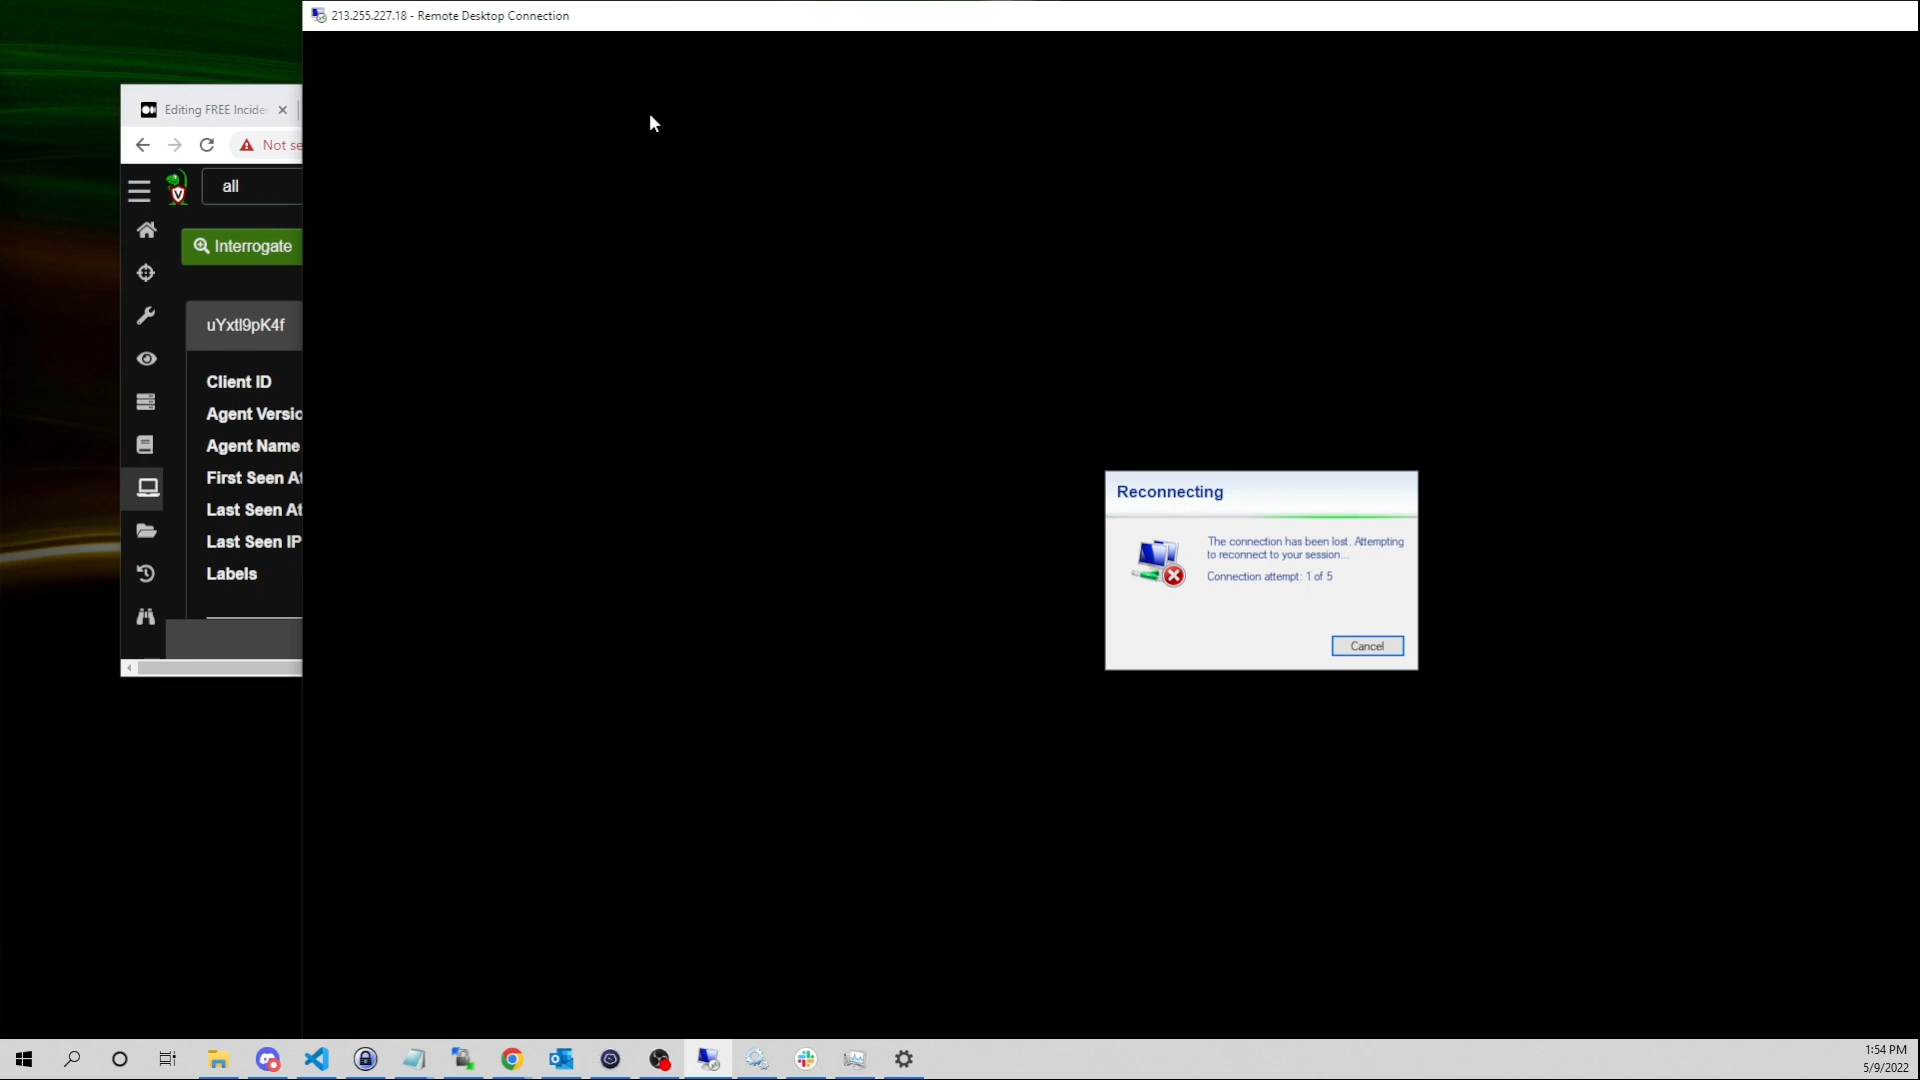 213.255.227.18 - Remote Desktop Connection
Editing FREE Incide
Not se
all
Interrogate
uYxtl9pK4f
Client ID
Agent Versio
Agent Name
First Seen At
Last Seen At
Last Seen IP
Labels
Reconnecting
The connection has been lost. Attempting
to reconnect to your session...
Connection attempt: 1 of 5
Cancel
1:54 PM
5/9/2022